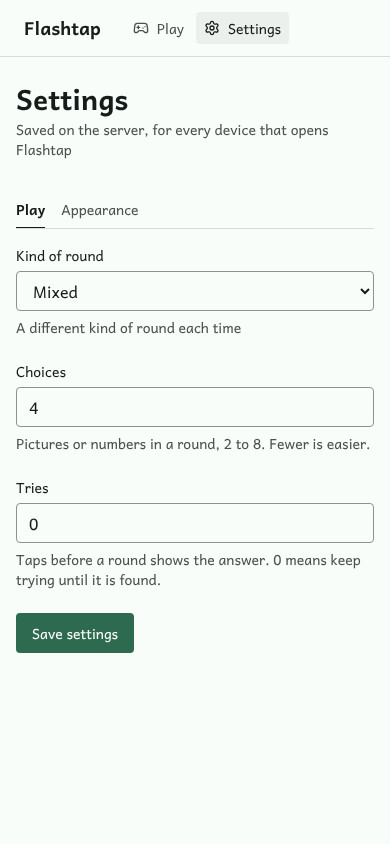 Flashtap
Play
Settings
Settings
Saved on the server, for every device that opens
Flashtap
Play
Appearance
Kind of round
Mixed
A different kind of round each time
Choices
4
Pictures or numbers in a round, 2 to 8. Fewer is easier.
Tries
0
Taps before a round shows the answer. 0 means keep
trying until it is found.
Save settings